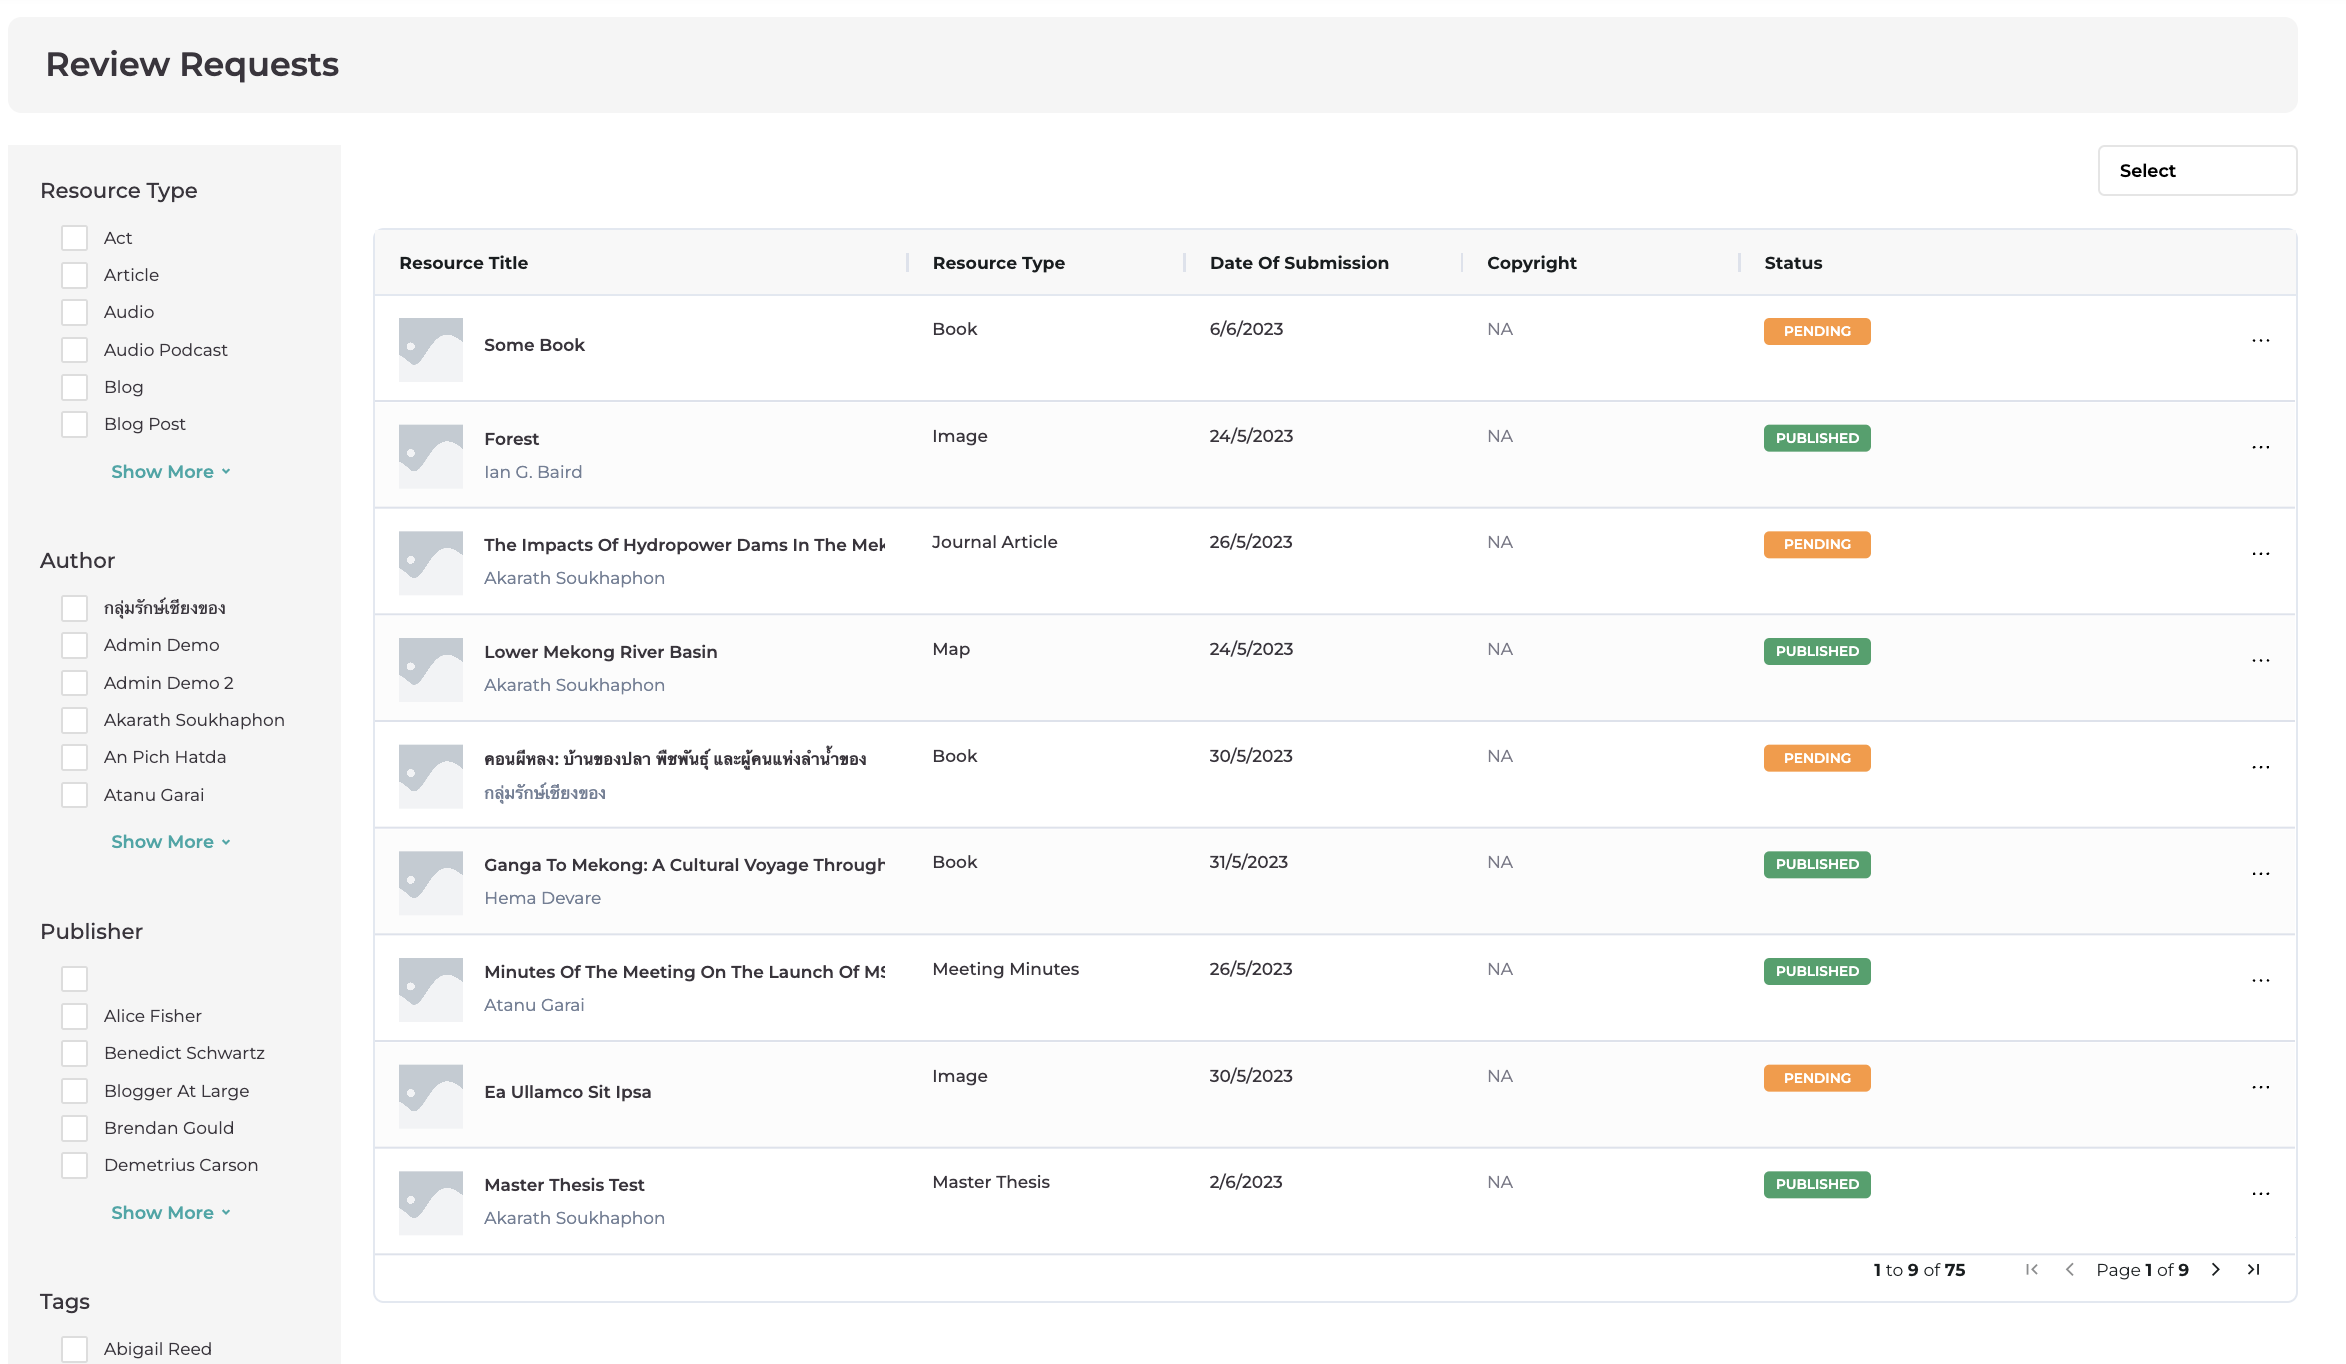 Review Requests
Select
Resource Type
Act
Article
Audio
Audio Podcast
Blog
Blog Post
Show More
Author
กลุ่มรักษ์เชียงของ
Admin Demo
Admin Demo 2
Akarath Soukhaphon
An Pich Hatda
Atanu Garai
Show More
Publisher
Alice Fisher
Benedict Schwartz
Blogger At Large
Brendan Gould
Demetrius Carson
Show More
Tags
Abigail Reed
Resource Title Resource Type Date Of Submission Copyright Status
Some Book Book 6/6/2023 NA PENDING ...
Forest Image 24/5/2023 NA PUBLISHED ...
Ian G. Baird
The Impacts Of Hydropower Dams In The Mek Journal Article 26/5/2023 NA PENDING ...
Akarath Soukhaphon
Lower Mekong River Basin Map 24/5/2023 NA PUBLISHED ...
Akarath Soukhaphon
คอนผีหลง: บ้านของปลา พืชพันธุ์ และผู้คนแห่งลำน้ำของ Book 30/5/2023 NA PENDING ...
กลุ่มรักษ์เชียงของ
Ganga To Mekong: A Cultural Voyage Through Book 31/5/2023 NA PUBLISHED ...
Hema Devare
Minutes Of The Meeting On The Launch Of MS Meeting Minutes 26/5/2023 NA PUBLISHED ...
Atanu Garai
Ea Ullamco Sit Ipsa Image 30/5/2023 NA PENDING ...
Master Thesis Test Master Thesis 2/6/2023 NA PUBLISHED ...
Akarath Soukhaphon
1 to 9 of 75 Page 1 of 9